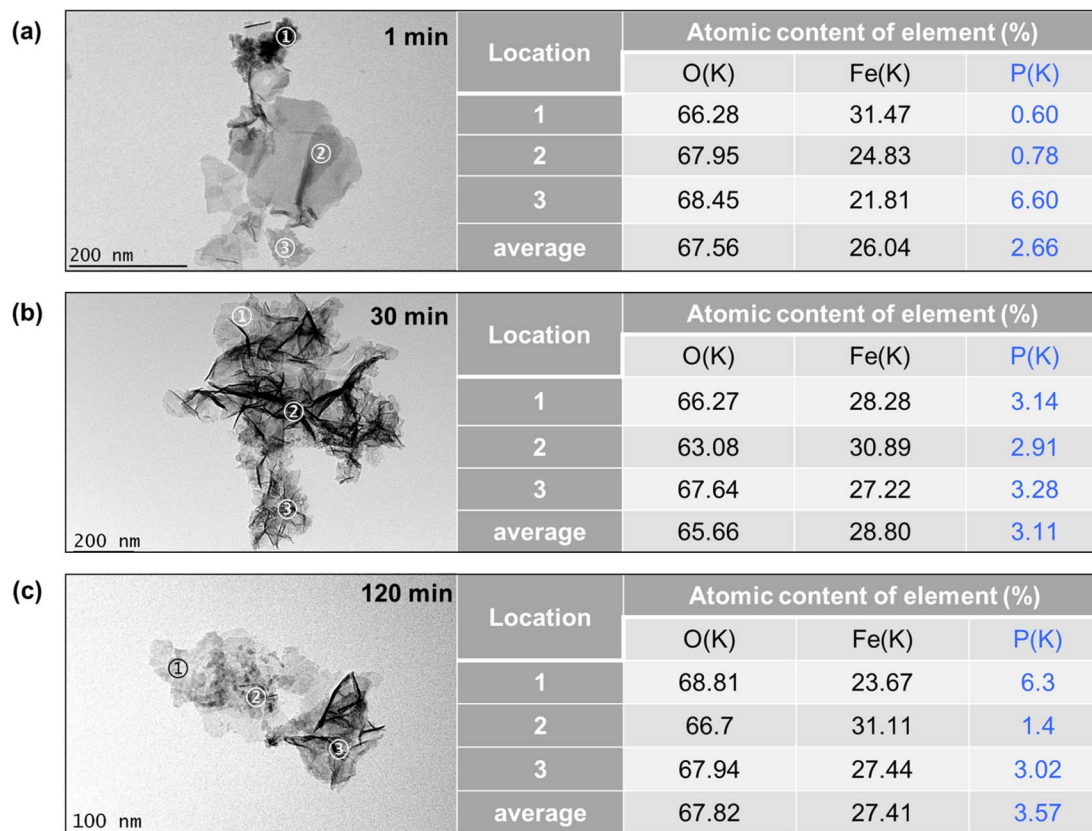 (a)
1 min
①
②
③
200 nm
Location Atomic content of element (%)
O(K) Fe(K) P(K)
1 66.28 31.47 0.60
2 67.95 24.83 0.78
3 68.45 21.81 6.60
average 67.56 26.04 2.66
(b)
30 min
①
②
③
200 nm
Location Atomic content of element (%)
O(K) Fe(K) P(K)
1 66.27 28.28 3.14
2 63.08 30.89 2.91
3 67.64 27.22 3.28
average 65.66 28.80 3.11
(c)
120 min
①
②
③
100 nm
Location Atomic content of element (%)
O(K) Fe(K) P(K)
1 68.81 23.67 6.3
2 66.7 31.11 1.4
3 67.94 27.44 3.02
average 67.82 27.41 3.57